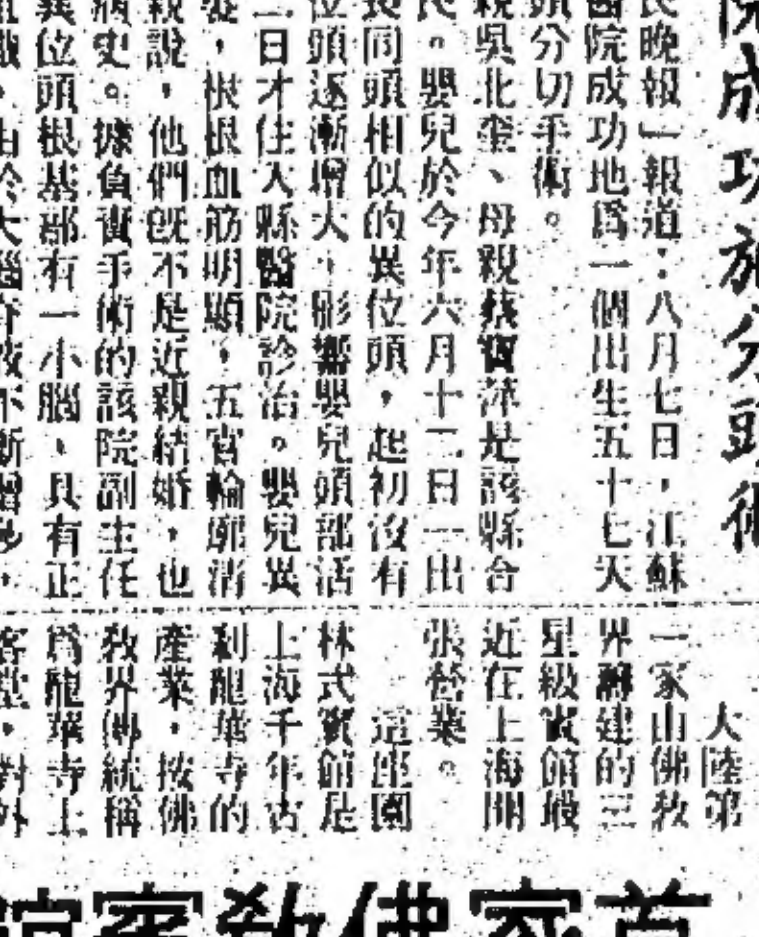 院成功施分頭術
民晚報」報道：八月七日，江蘇
醫院成功地爲一個出生五十七天
頭分切手術。
親吳北奎、母親蔡寶萍是該縣合
民。嬰兒於今年六月十二日一出
長同頭相似的異位頭，起初沒有
位頭逐漸增大，影響嬰兒頭部活
二日才住入縣醫院診治。嬰兒異
髮，根根血筋明顯，五官輪廓清
親說，他們既不是近親結婚，也
病史。據負責手術的該院副主任
異位頭根基部有一小腦，具有正
組織，由於大腦脊液不斷增多，
大陸第
一家由佛教
界籌建的三
星級賓館最
近在上海開
張營業。
這座園
林式賓館是
上海千年古
刹龍華寺的
產業，按佛
教界傳統稱
爲龍華寺上
客堂，對外
首家佛教賓館